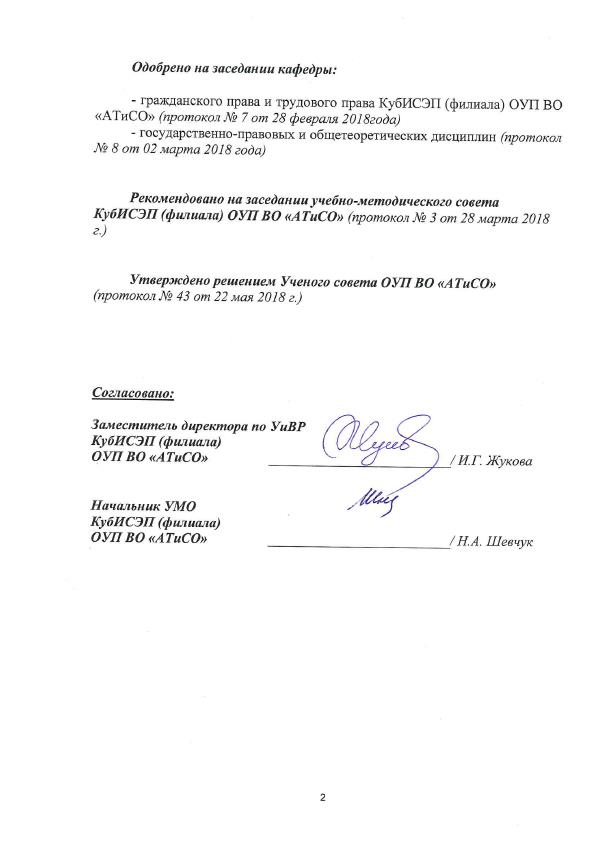 Одобрено на заседании кафедры:
- гражданского права и трудового права КубИСЭП (филиала) ОУП ВО
«АТиСО» (протокол № 7 от 28 февраля 2018года)
- государственно-правовых и общетеоретических дисциплин (протокол
№ 8 от 02 марта 2018 года)
Рекомендовано на заседании учебно-методического совета
КубИСЭП (филиала) ОУП ВО «АТиСО» (протокол № 3 от 28 марта 2018
г.)
Утверждено решением Ученого совета ОУП ВО «АТиСО»
(протокол № 43 от 22 мая 2018 г.)
Согласовано:
Заместитель директора по УиВР
КубИСЭП (филиала)
ОУП ВО «АТиСО» / И.Г. Жукова
Начальник УМО
КубИСЭП (филиала)
ОУП ВО «АТиСО» / Н.А. Шевчук
2